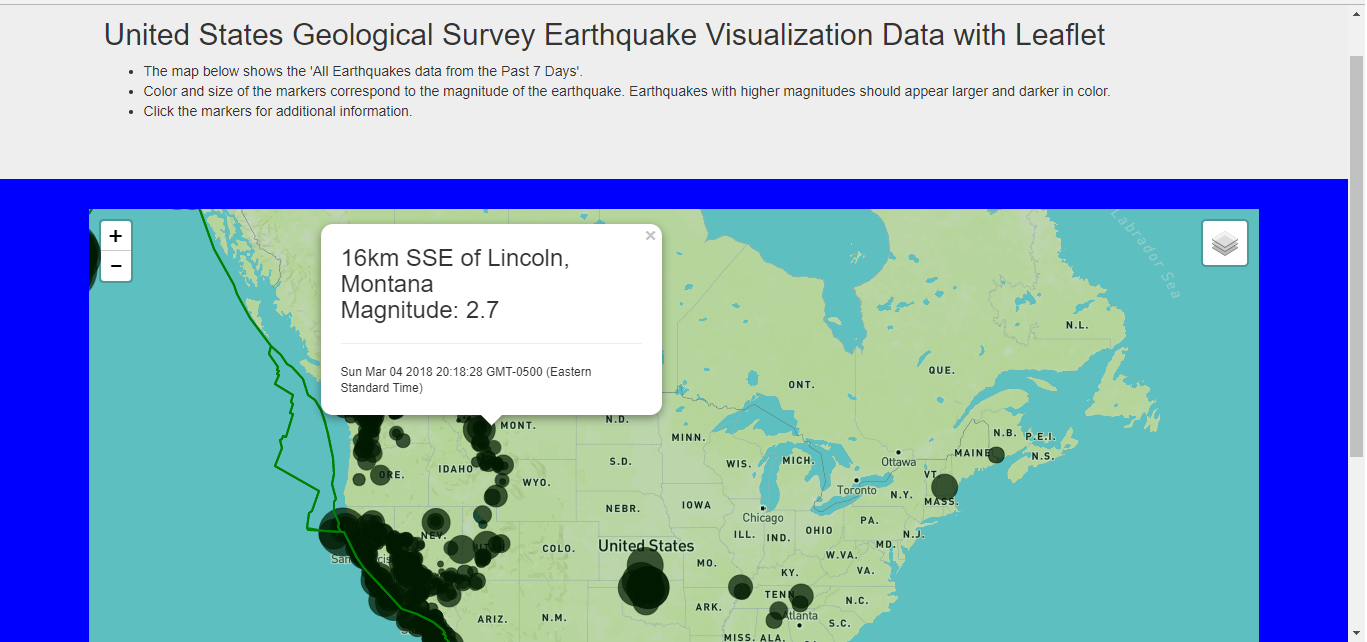 United States Geological Survey Earthquake Visualization Data with Leaflet
The map below shows the 'All Earthquakes data from the Past 7 Days'.
Color and size of the markers correspond to the magnitude of the earthquake. Earthquakes with higher magnitudes should appear larger and darker in color.
Click the markers for additional information.
+
−
×
16km SSE of Lincoln,
Montana
Magnitude: 2.7
Sun Mar 04 2018 20:18:28 GMT-0500 (Eastern
Standard Time)
Labrador Sea
N.L.
QUE.
ONT.
N.D.
MONT.
MINN.
N.B.
P.E.I.
MAINE
N.S.
Ottawa
WIS.
MICH.
S.D.
IDAHO
ORE.
VT.
WYO.
Toronto
N.Y.
MASS.
NEBR.
IOWA
Chicago
PA.
OHIO
ILL.
IND.
N.J.
NEV.
COLO.
United States
MD.
W.VA.
MO.
VA.
KY.
TENN.
N.C.
ARK.
Atlanta
ARIZ.
N.M.
S.C.
MISS.
ALA.